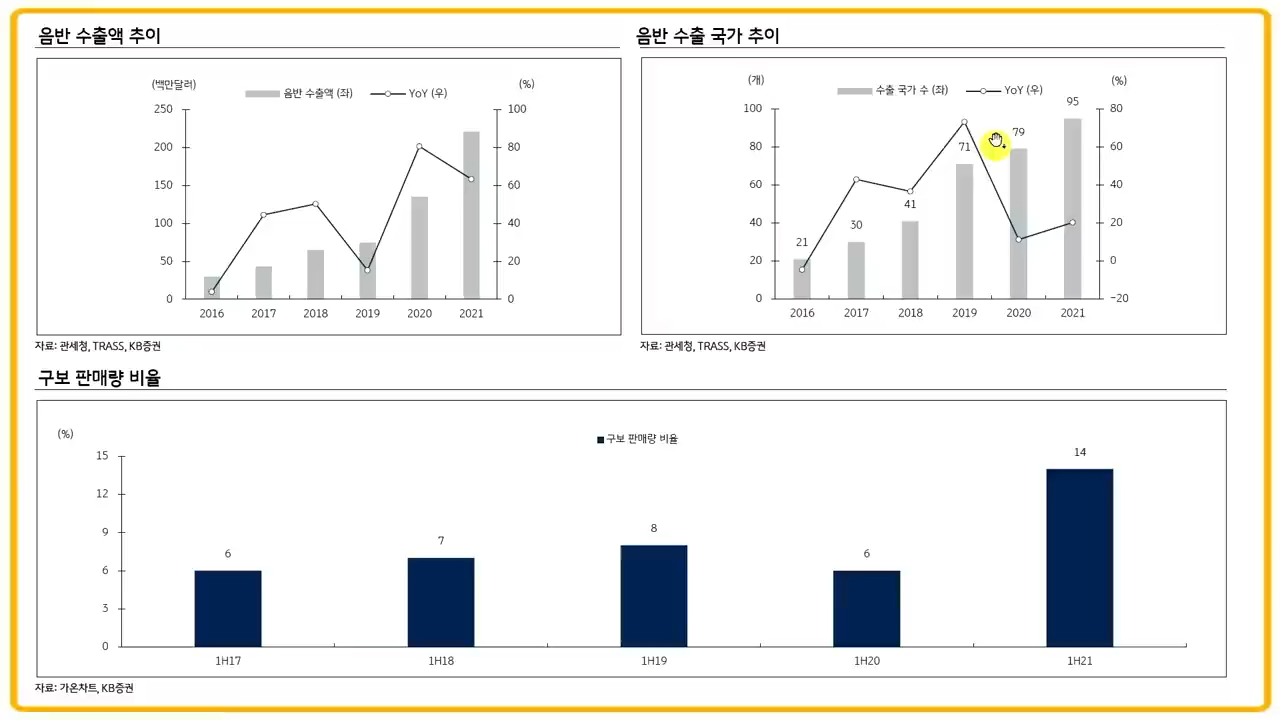 음반 수출액 추이
(백만달러)
음반 수출액 (좌)
YoY (우)
(%)
250
200
150
100
50
0
100
80
60
40
20
0
2016 2017 2018 2019 2020 2021
자료: 관세청, TRASS, KB증권
음반 수출 국가 추이
(개)
수출 국가 수 (좌)
YoY (우)
(%)
100
80
60
40
20
0
21
30
41
71
79
95
80
60
40
20
0
-20
2016 2017 2018 2019 2020 2021
자료: 관세청, TRASS, KB증권
구보 판매량 비율
(%)
구보 판매량 비율
15
12
9
6
3
0
6
7
8
6
14
1H17 1H18 1H19 1H20 1H21
자료: 가온차트, KB증권